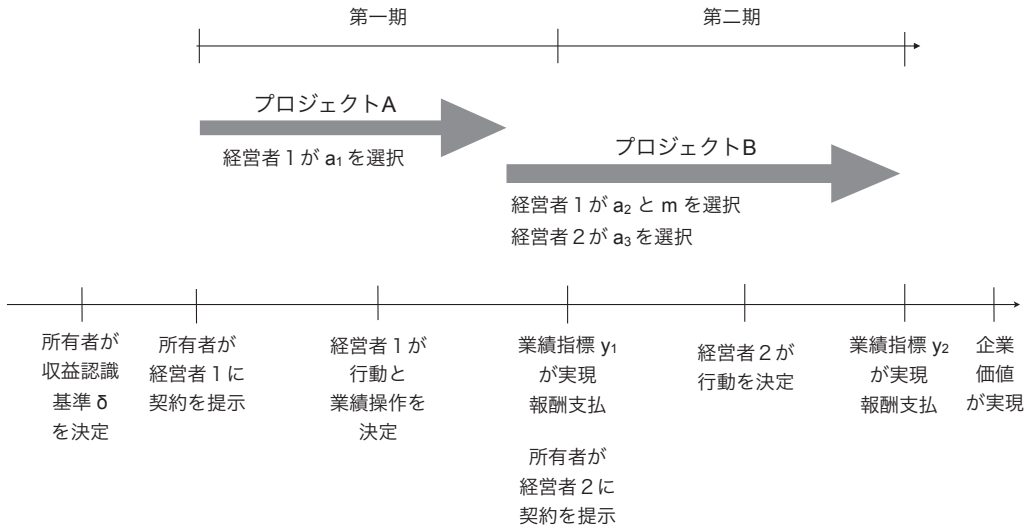 第一期
第二期
プロジェクトA
経営者１が a₁ を選択
プロジェクトB
経営者１が a₂ と m を選択
経営者２が a₃ を選択
所有者が
収益認識
基準 δ
を決定
所有者が
経営者１に
契約を提示
経営者１が
行動と
業績操作を
決定
業績指標 y₁
が実現
報酬支払
所有者が
経営者２に
契約を提示
経営者２が
行動を決定
業績指標 y₂
が実現
報酬支払
企業
価値
が実現